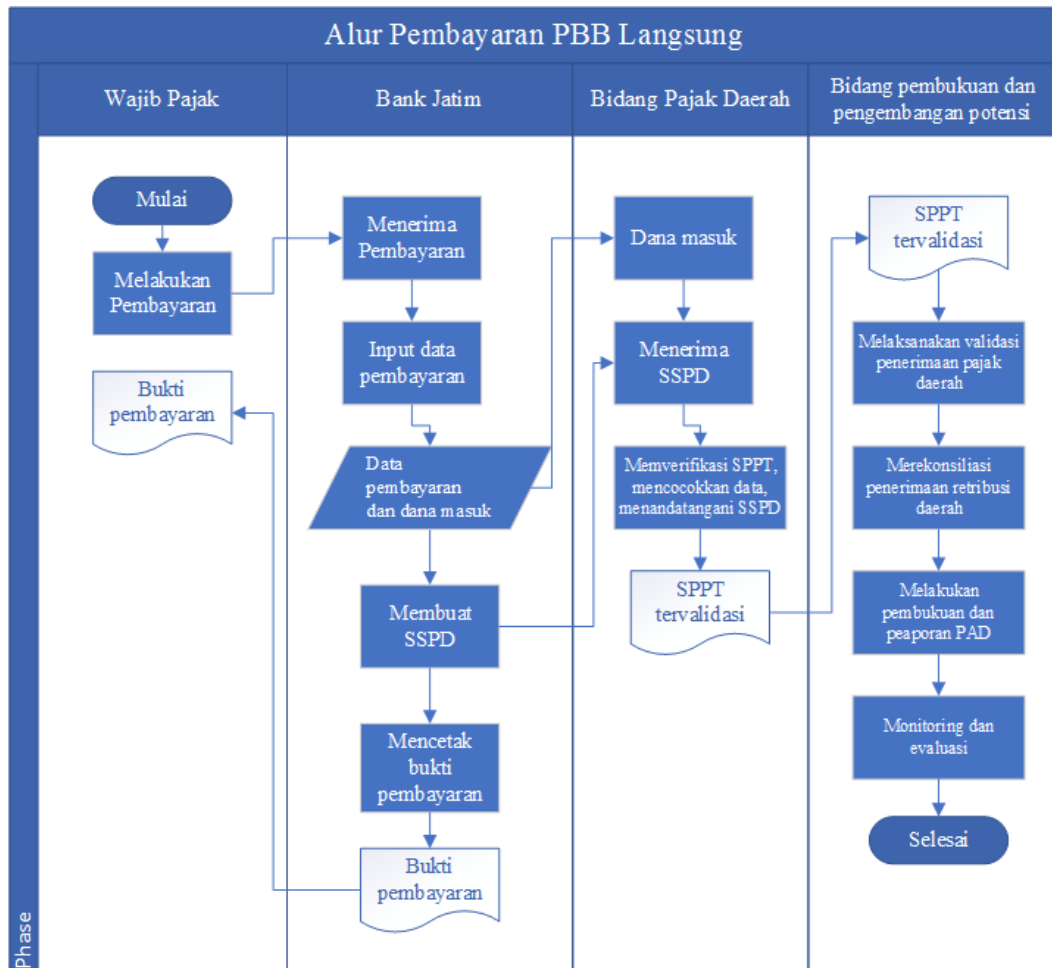 Alur Pembayaran PBB Langsung
Wajib Pajak
Bank Jatim
Bidang Pajak Daerah
Bidang pembukuan dan
pengembangan potensi
Mulai
Melakukan
Pembayaran
Bukti
pembayaran
Menerima
Pembayaran
Input data
pembayaran
Data
pembayaran
dan dana masuk
Membuat
SSPD
Mencetak
bukti
pembayaran
Bukti
pembayaran
Dana masuk
Menerima
SSPD
Memverifikasi SPPT,
mencocokkan data,
menandatangani SSPD
SPPT
tervalidasi
SPPT
tervalidasi
Melaksanakan validasi
penerimaan pajak
daerah
Merekonsiliasi
penerimaan retribusi
daerah
Melakukan
pembukuan dan
peaporan PAD
Monitoring dan
evaluasi
Selesai
Phase